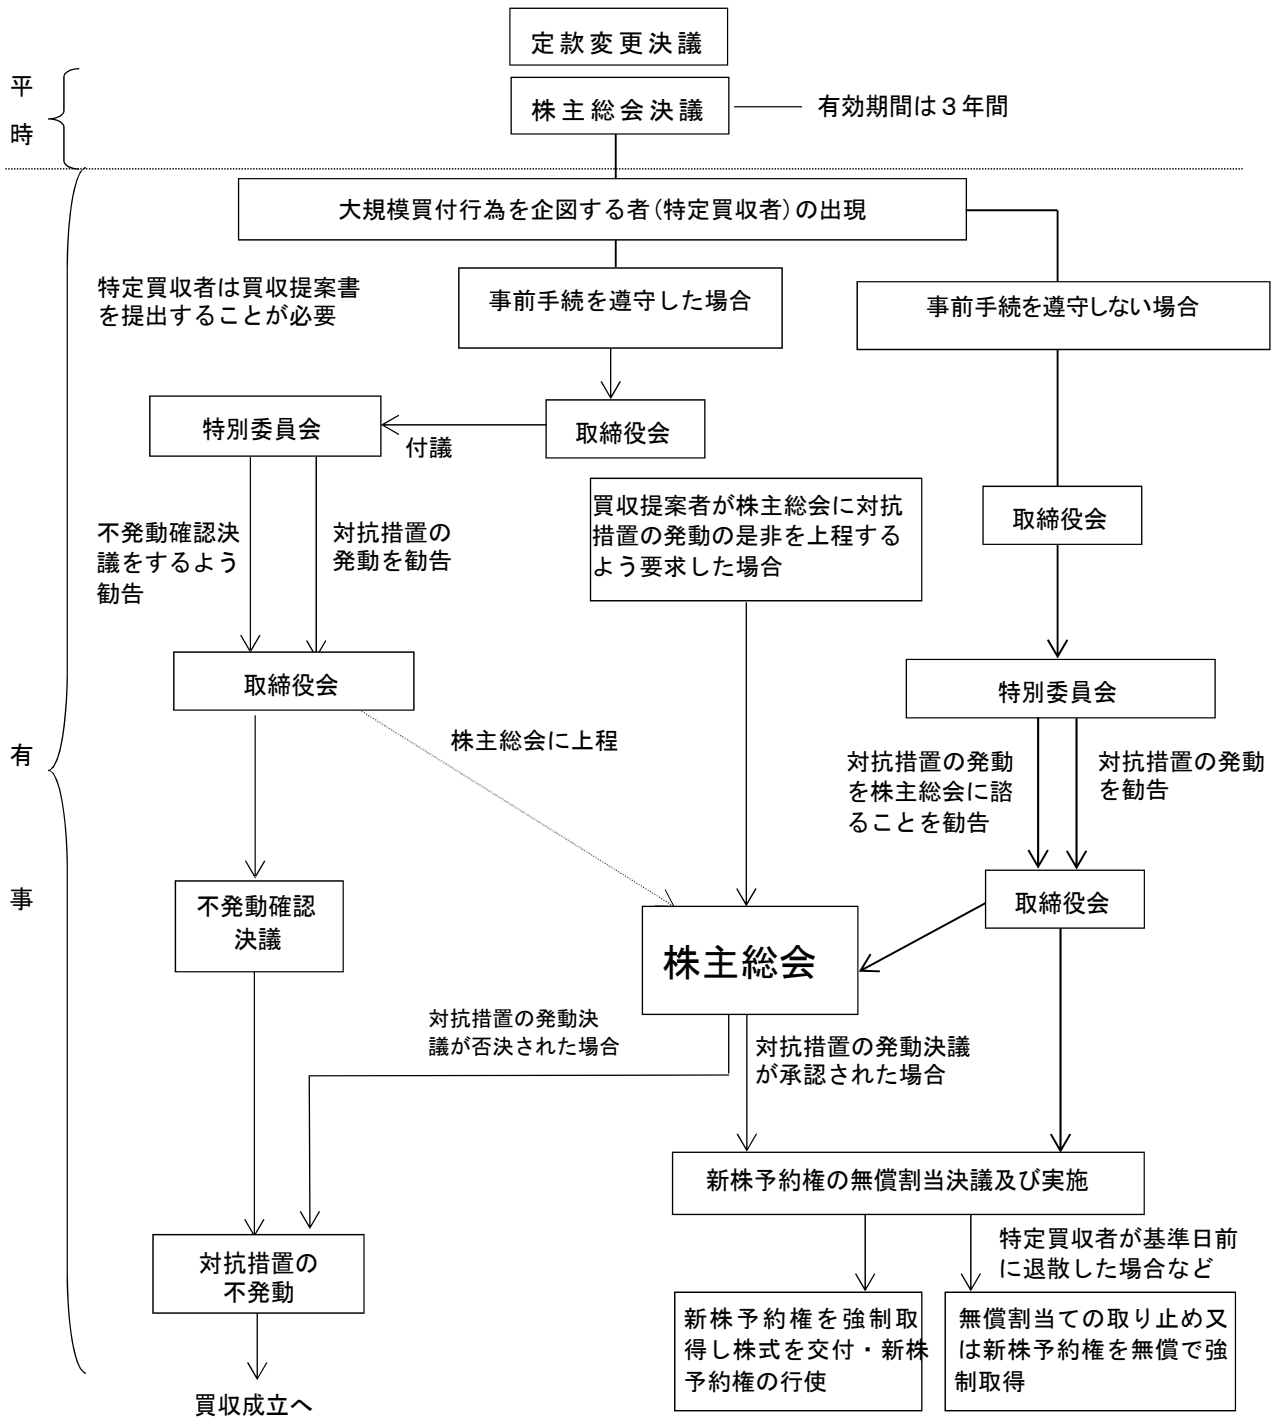 定款変更決議
平
時
株主総会決議
有効期間は３年間
大規模買付行為を企図する者（特定買収者）の出現
特定買収者は買収提案書
を提出することが必要
事前手続を遵守した場合
事前手続を遵守しない場合
特別委員会
付議
取締役会
買収提案者が株主総会に対抗
措置の発動の是非を上程する
よう要求した場合
取締役会
不発動確認決
議をするよう
勧告
対抗措置の
発動を勧告
取締役会
特別委員会
株主総会に上程
有
事
対抗措置の発動
を株主総会に諮
ることを勧告
対抗措置の発動
を勧告
不発動確認
決議
株主総会
取締役会
対抗措置の発動決
議が否決された場合
対抗措置の発動決議
が承認された場合
新株予約権の無償割当決議及び実施
対抗措置の
不発動
特定買収者が基準日前
に退散した場合など
新株予約権を強制取
得し株式を交付・新株
予約権の行使
無償割当ての取り止め又
は新株予約権を無償で強
制取得
買収成立へ